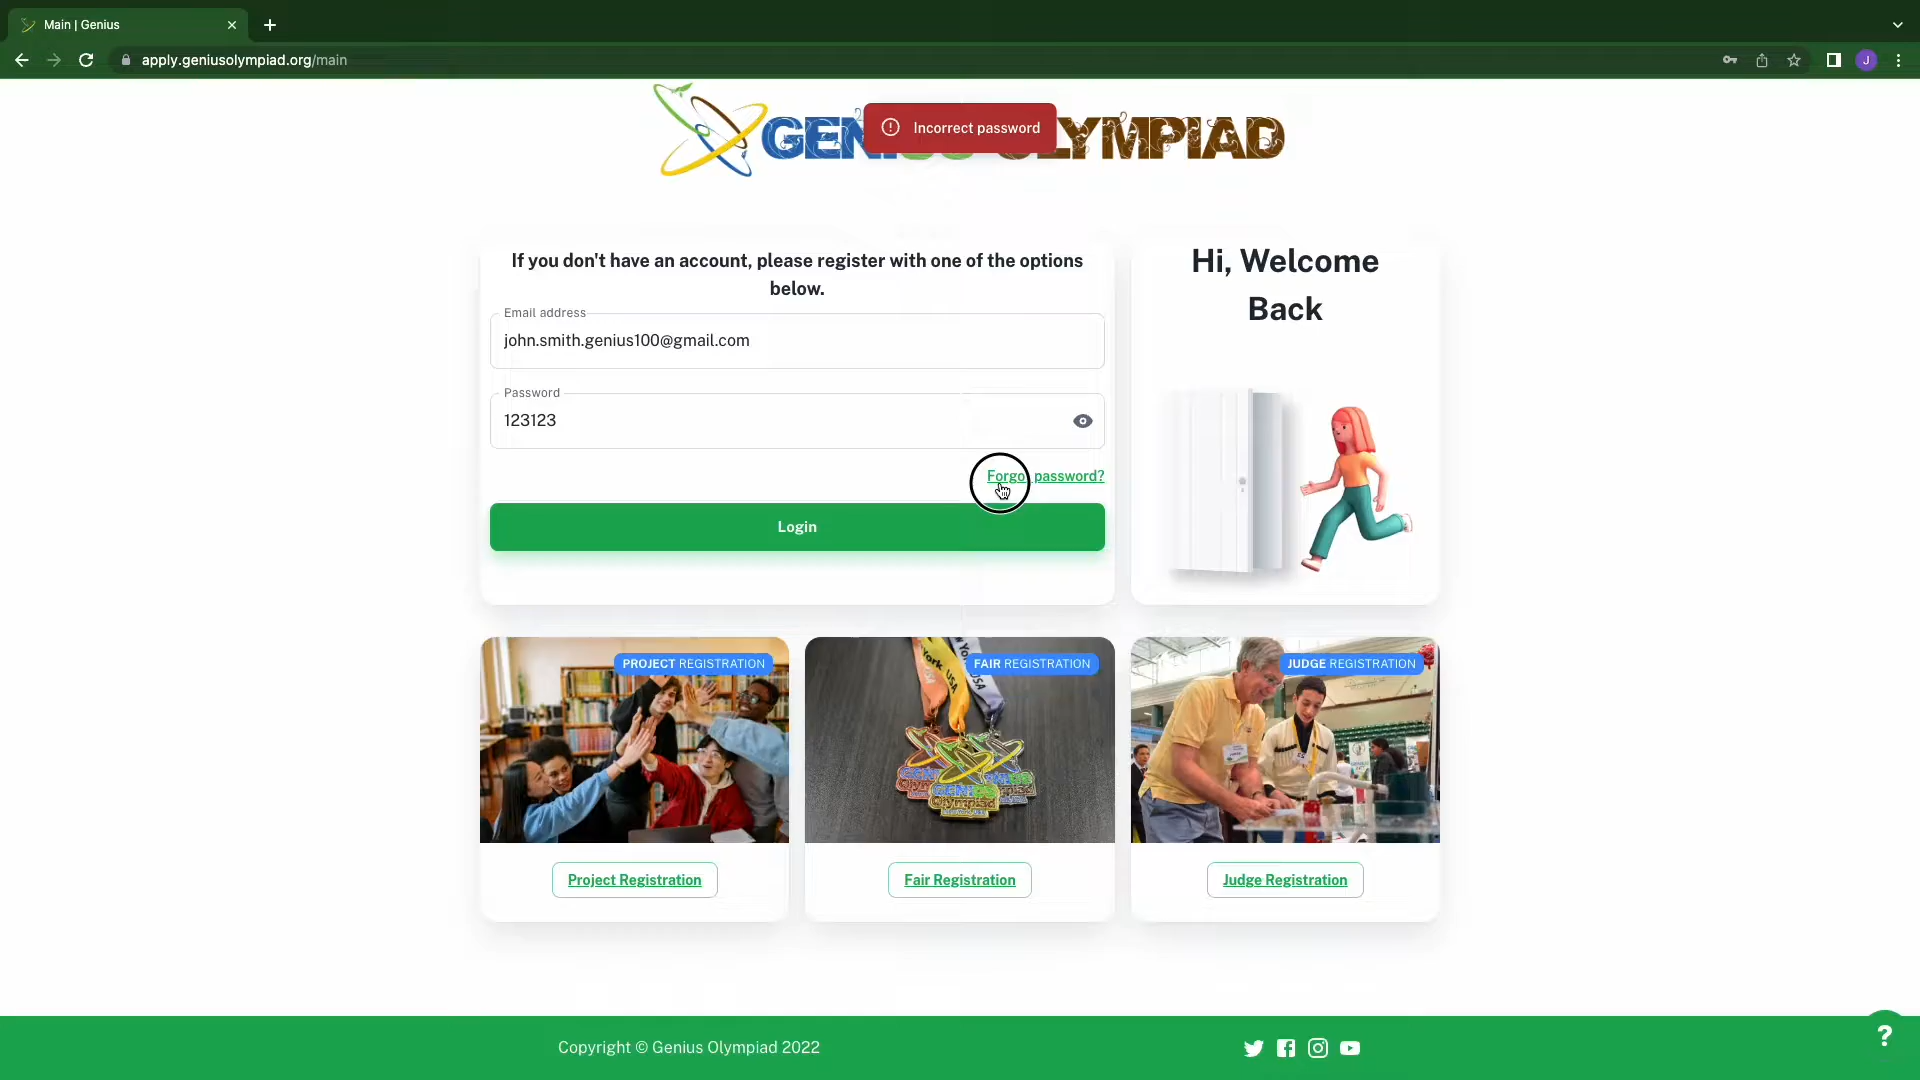 Main | Genius
apply.geniusolympiad.org/main
J
Incorrect password
OLYMPIAD
If you don't have an account, please register with one of the options
below.
Email address
john.smith.genius100@gmail.com
Password
123123
Forgot password?
Login
Hi, Welcome
Back
PROJECT REGISTRATION
FAIR REGISTRATION
JUDGE REGISTRATION
Project Registration
Fair Registration
Judge Registration
Copyright © Genius Olympiad 2022
?